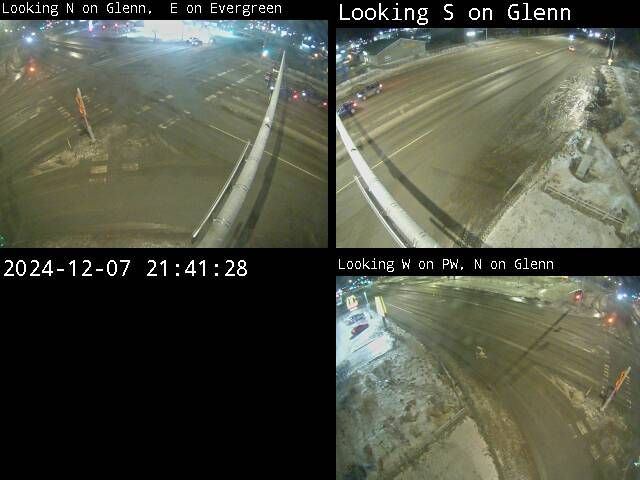 Looking N on Glenn,  E on Evergreen
Looking S on Glenn
2024-12-07 21:41:28
Looking W on PW, N on Glenn